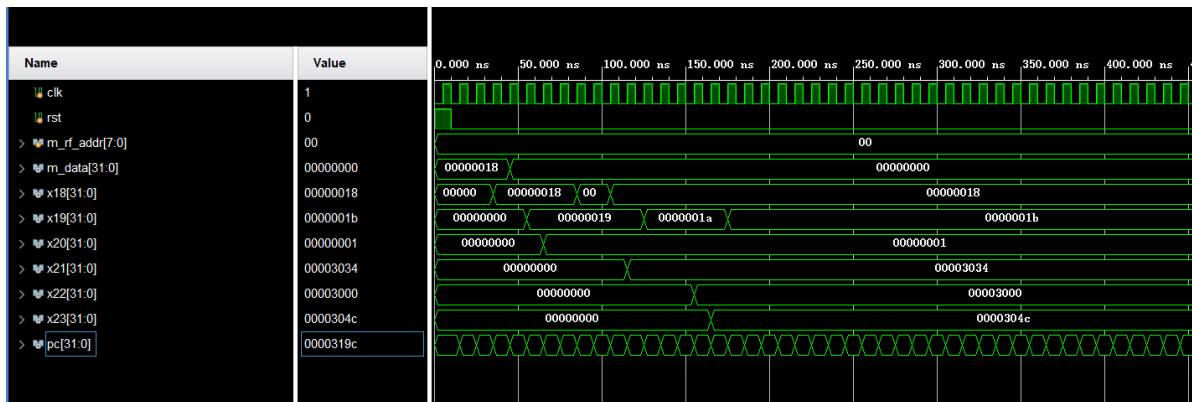 Name Value 0.000 ns 50.000 ns 100.000 ns 150.000 ns 200.000 ns 250.000 ns 300.000 ns 350.000 ns 400.000 ns
clk 1
rst 0
m_rf_addr[7:0] 00 00
m_data[31:0] 00000000 00000018 00000000
x18[31:0] 00000018 00000 00000018 00 00000018
x19[31:0] 0000001b 00000000 00000019 0000001a 0000001b
x20[31:0] 00000001 00000000 00000001
x21[31:0] 00003034 00000000 00003034
x22[31:0] 00003000 00000000 00003000
x23[31:0] 0000304c 00000000 0000304c
pc[31:0] 0000319c